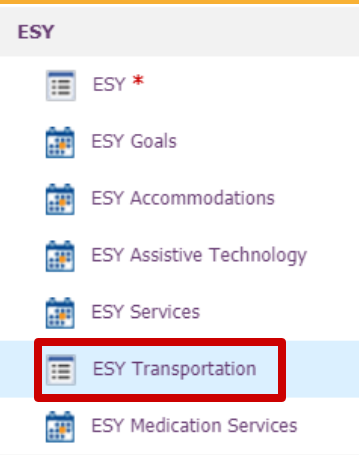 ESY
ESY *
ESY Goals
ESY Accommodations
ESY Assistive Technology
ESY Services
ESY Transportation
ESY Medication Services